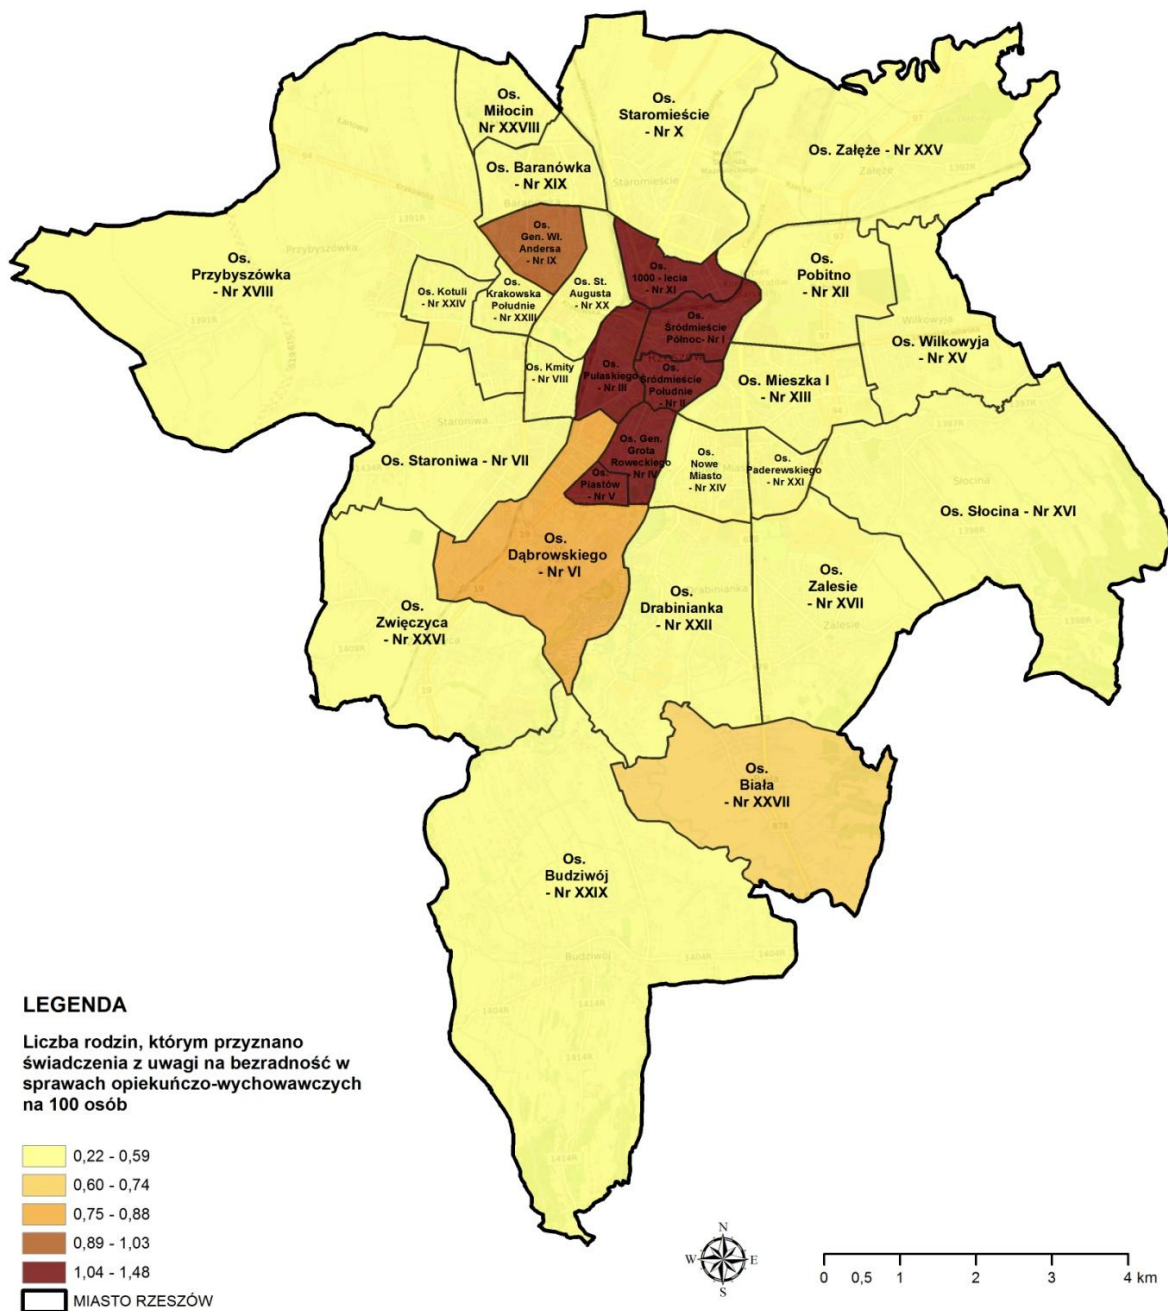 Os.
Miłocin
Nr XXVIII
Os.
Staromieście
- Nr X
Os. Załęże - Nr XXV
Os. Baranówka
- Nr XIX
Os.
Gen. Wł.
Andersa
- Nr IX
Os.
Przybyszówka
- Nr XVIII
Os. Kotuli
- Nr XXIV
Os.
Krakowska
Południe
- Nr XXIII
Os. St.
Augusta
- Nr XX
Os.
1000 - lecia
- Nr XI
Os.
Pobitno
- Nr XII
Os. Wilkowyja
- Nr XV
Os.
Śródmieście
Północ- Nr I
Os. Kmity
- Nr VIII
Os.
Pułaskiego
- Nr III
Os.
Śródmieście
Południe
- Nr II
Os. Mieszka I
- Nr XIII
Os. Staroniwa - Nr VII
Os. Gen.
Grota
Roweckiego
- Nr IV
Os.
Piastów
- Nr V
Os.
Nowe
Miasto
- Nr XIV
Os.
Paderewskiego
- Nr XXI
Os. Słocina - Nr XVI
Os.
Dąbrowskiego
- Nr VI
Os.
Zwięczyca
- Nr XXVI
Os.
Drabinianka
- Nr XXII
Os.
Zalesie
- Nr XVII
Os.
Biała
- Nr XXVII
Os.
Budziwój
- Nr XXIX
Przybyszówka
Staromieście
Załęże
Wilkowyja
Staroniwa
Słocina
Zalesie
Budziwój
LEGENDA
Liczba rodzin, którym przyznano
świadczenia z uwagi na bezradność w
sprawach opiekuńczo-wychowawczych
na 100 osób
0,22 - 0,59
0,60 - 0,74
0,75 - 0,88
0,89 - 1,03
1,04 - 1,48
MIASTO RZESZÓW
N
W E
S
0 0,5 1 2 3 4 km